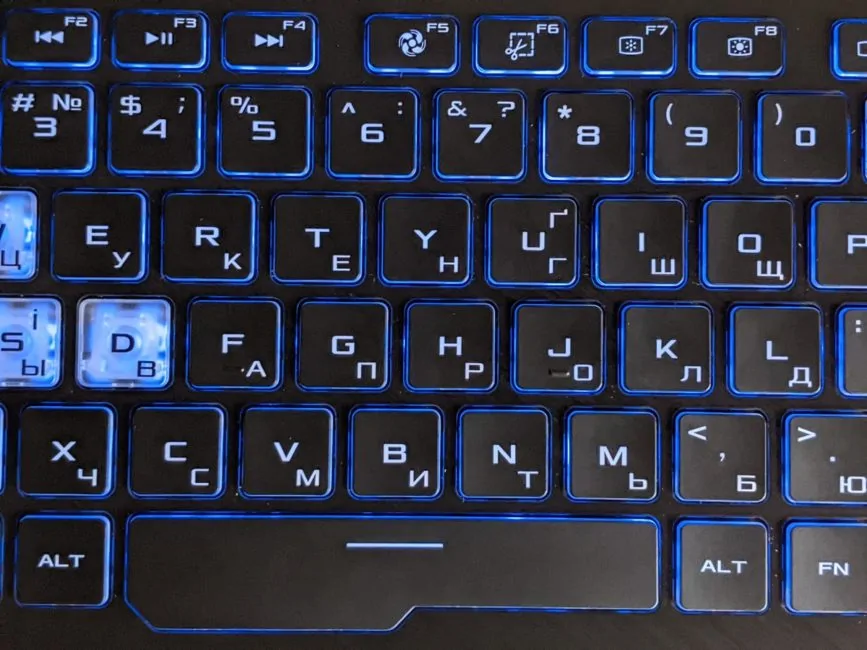 F2 F3 F4 F5 F6 F7 F8
# № 3 $ ; 4 % 5 ^ : 6 & ? 7 * 8 ( 9 ) 0
Ц E У R К T Е Y Н U Ґ Г I Ш O Щ P
S І Ы D В F А G П H Р J О K Л L Д :
X Ч C С V М B И N Т M Ь < , Б > . Ю
ALT ALT FN